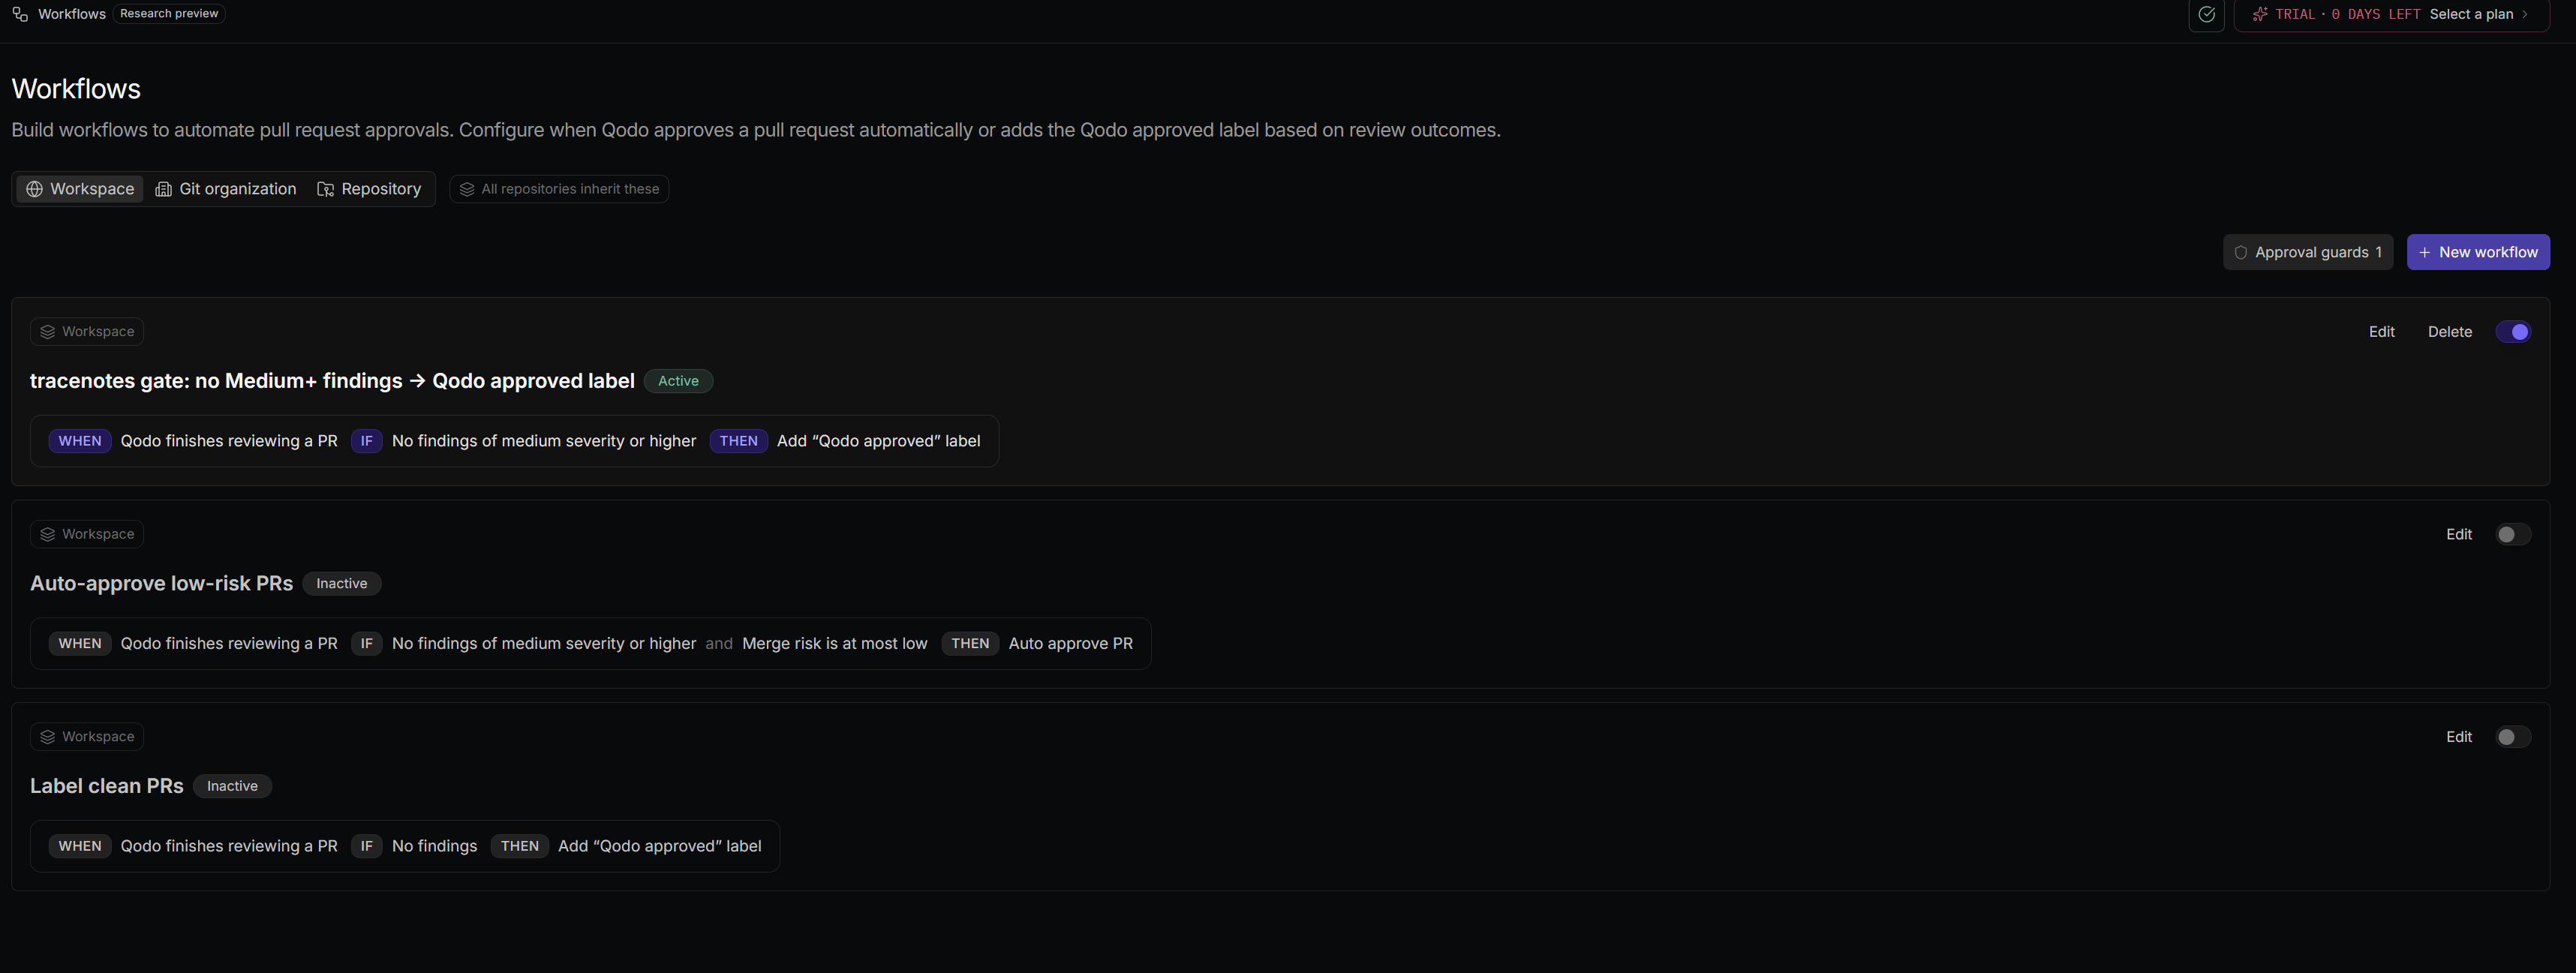 Workflows Research preview TRIAL · 0 DAYS LEFT Select a plan
Workflows
Build workflows to automate pull request approvals. Configure when Qodo approves a pull request automatically or adds the Qodo approved label based on review outcomes.
Workspace Git organization Repository All repositories inherit these
Approval guards 1 + New workflow
Workspace Edit Delete
tracenotes gate: no Medium+ findings → Qodo approved label Active
WHEN Qodo finishes reviewing a PR IF No findings of medium severity or higher THEN Add “Qodo approved” label
Workspace Edit
Auto-approve low-risk PRs Inactive
WHEN Qodo finishes reviewing a PR IF No findings of medium severity or higher and Merge risk is at most low THEN Auto approve PR
Workspace Edit
Label clean PRs Inactive
WHEN Qodo finishes reviewing a PR IF No findings THEN Add “Qodo approved” label